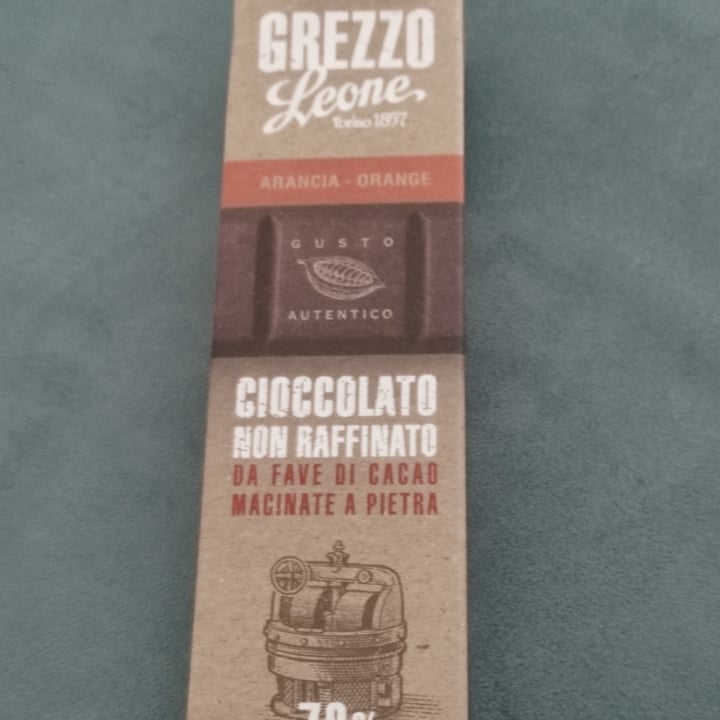 GREZZO
Leone
Torino 1857
ARANCIA - ORANGE
GUSTO
AUTENTICO
CIOCCOLATO
NON RAFFINATO
DA FAVE DI CACAO
MACINATE A PIETRA